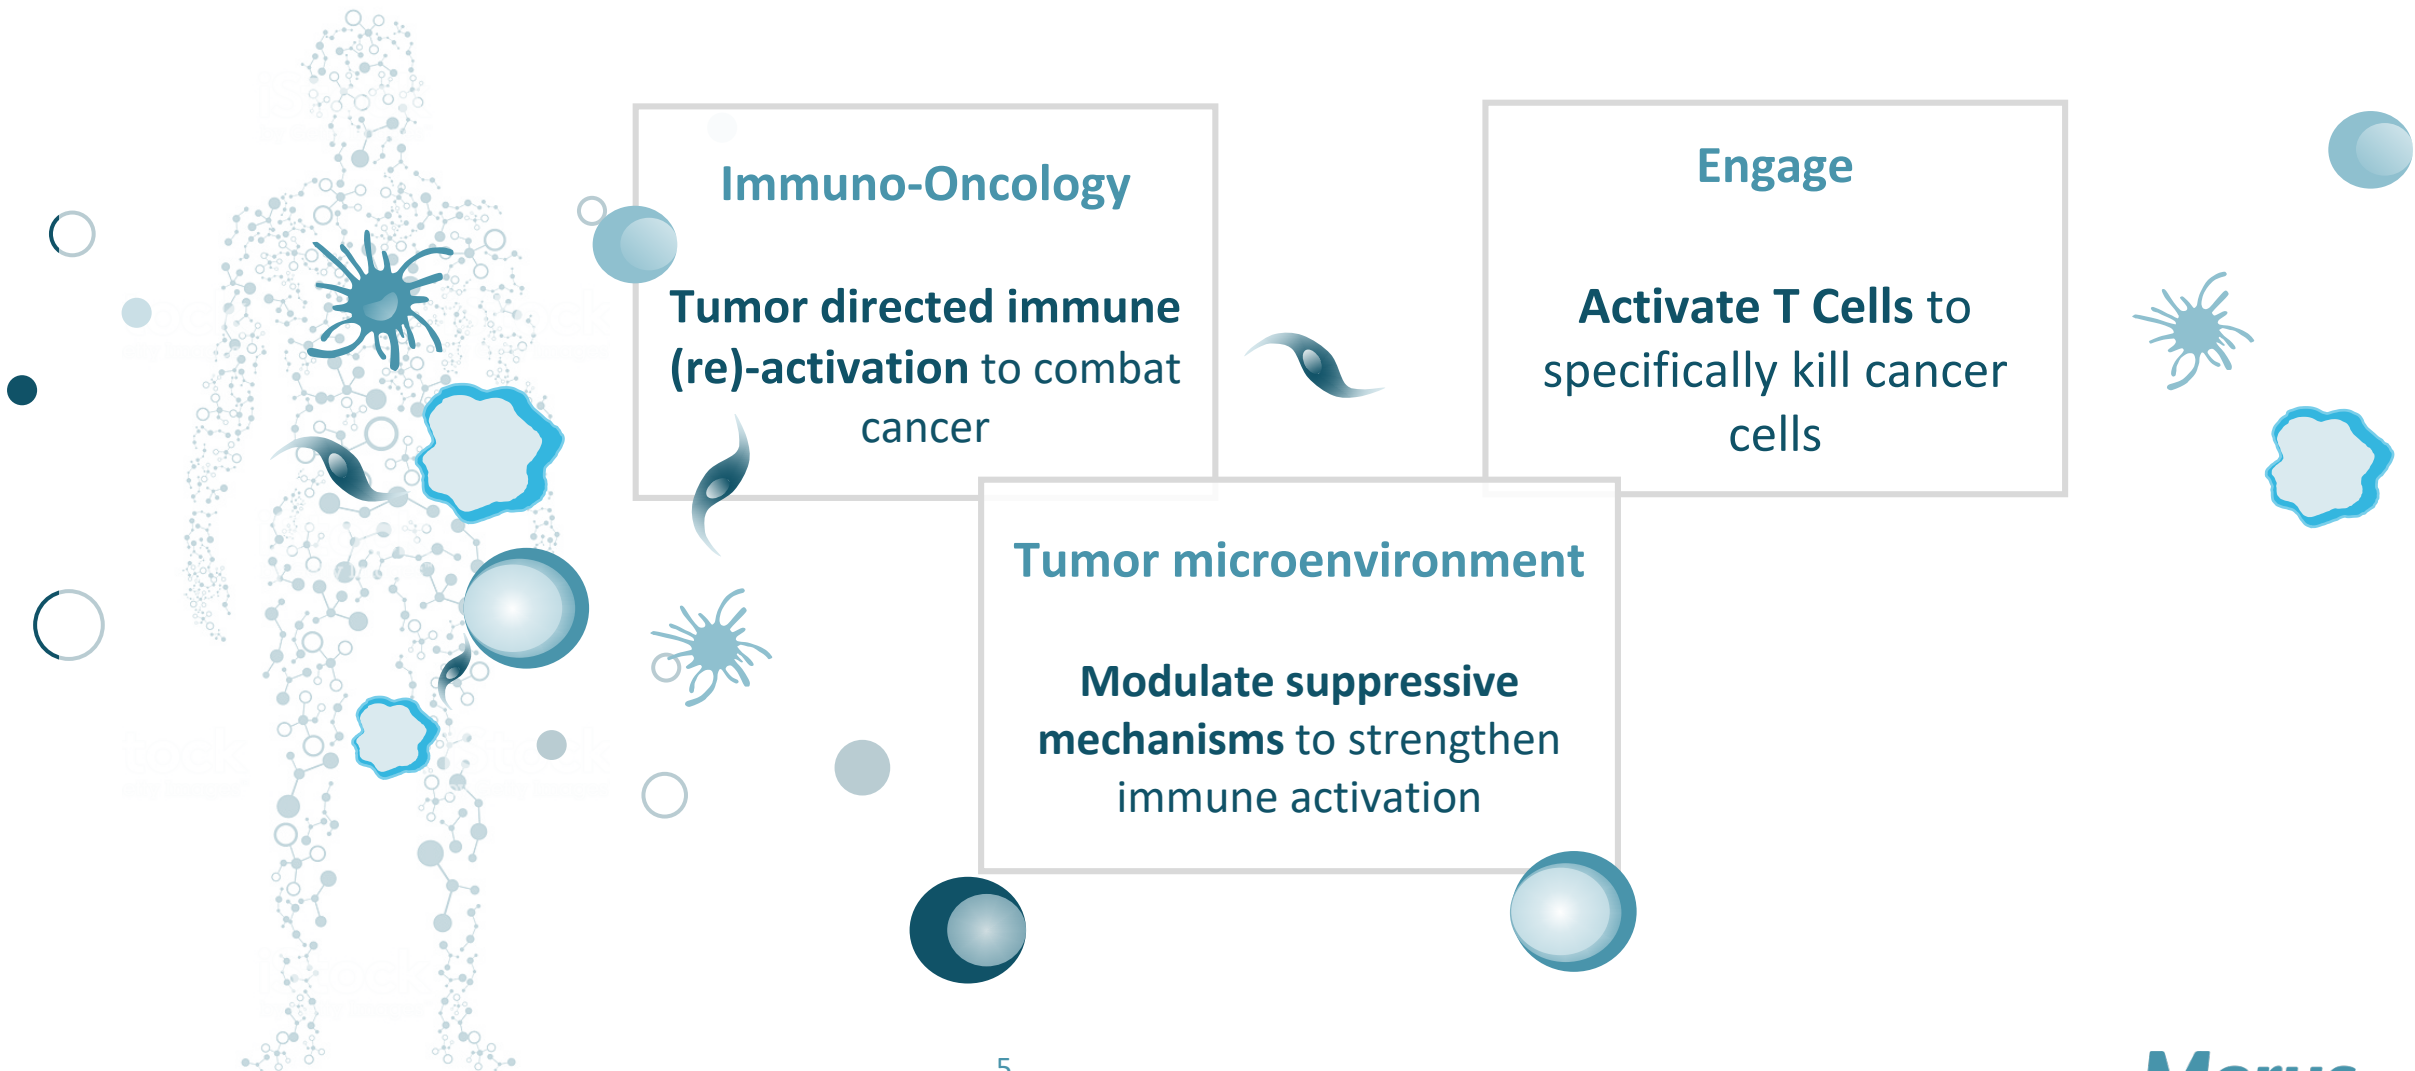 Immuno-Oncology
Tumor directed immune
(re)-activation to combat
cancer
Engage
Activate T Cells to
specifically kill cancer
cells
Tumor microenvironment
Modulate suppressive
mechanisms to strengthen
immune activation
5
Merus